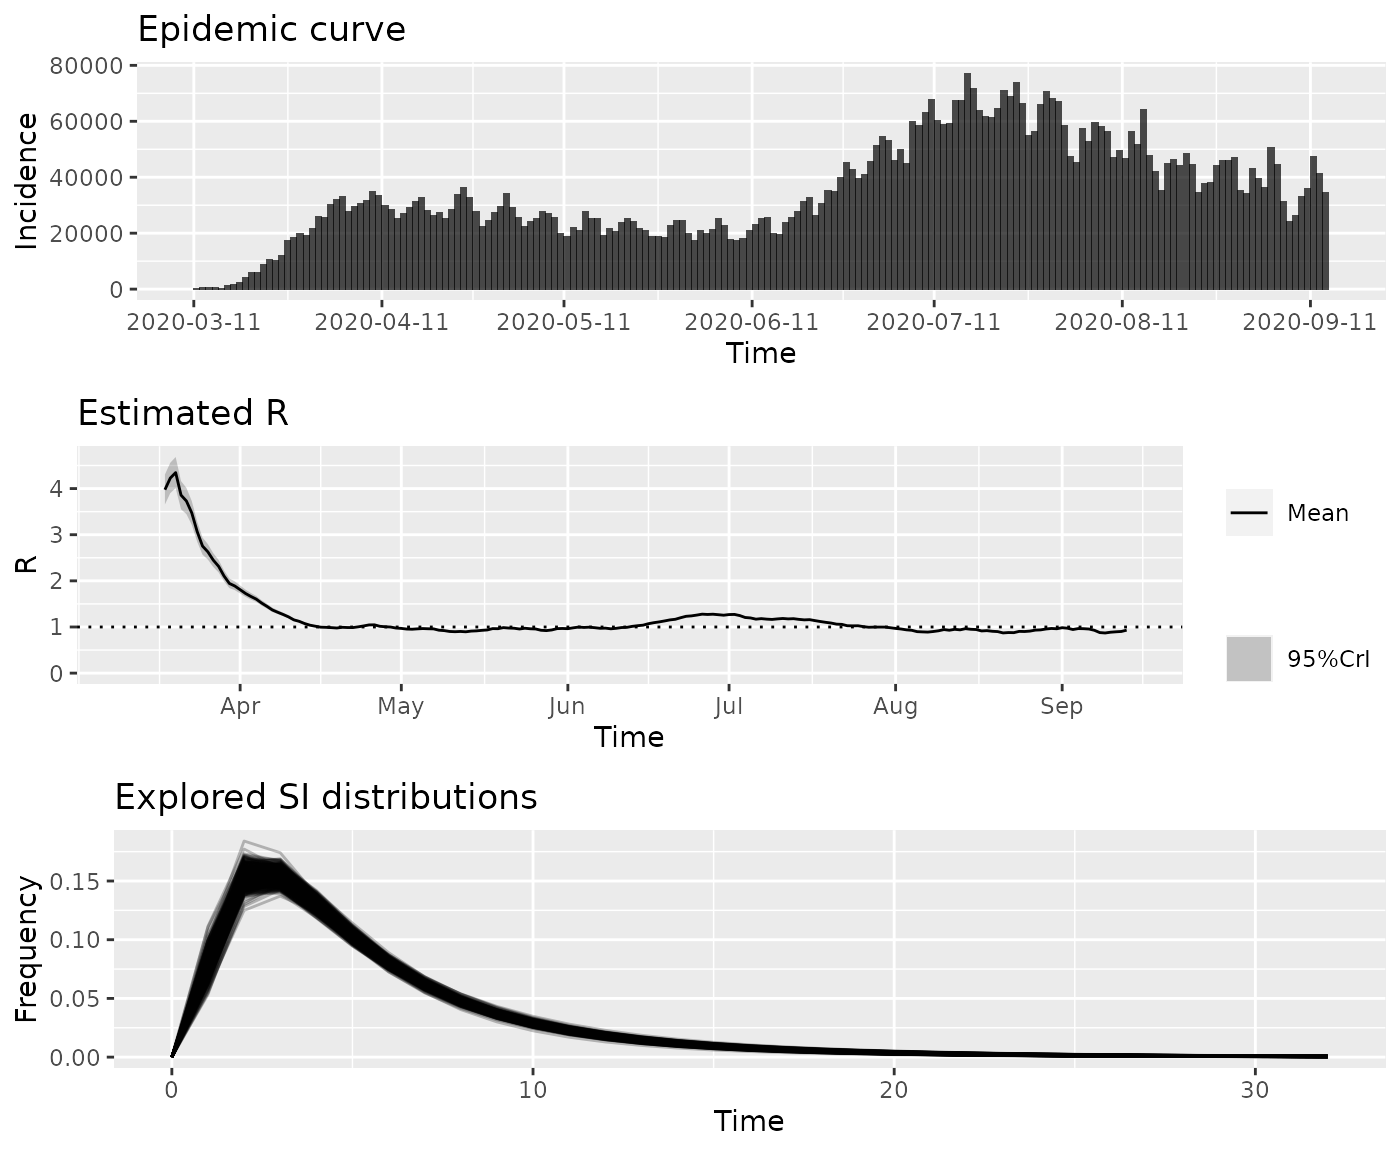 Epidemic curve
80000
60000
40000
20000
0
Incidence
2020-03-11 2020-04-11 2020-05-11 2020-06-11 2020-07-11 2020-08-11 2020-09-11
Time
Estimated R
4
3
2
1
0
R
Apr May Jun Jul Aug Sep
Time
Mean
95%CrI
Explored SI distributions
0.15
0.10
0.05
0.00
Frequency
0 10 20 30
Time